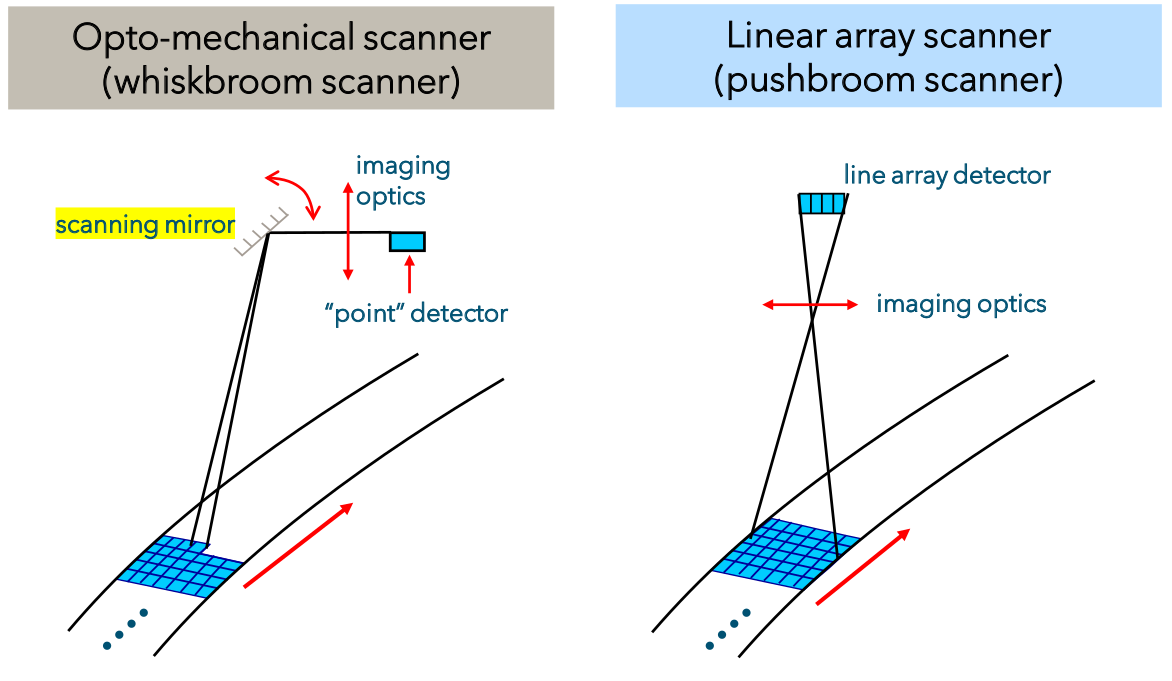 Opto-mechanical scanner
(whiskbroom scanner)
Linear array scanner
(pushbroom scanner)
imaging
optics
scanning mirror
“point” detector
line array detector
imaging optics